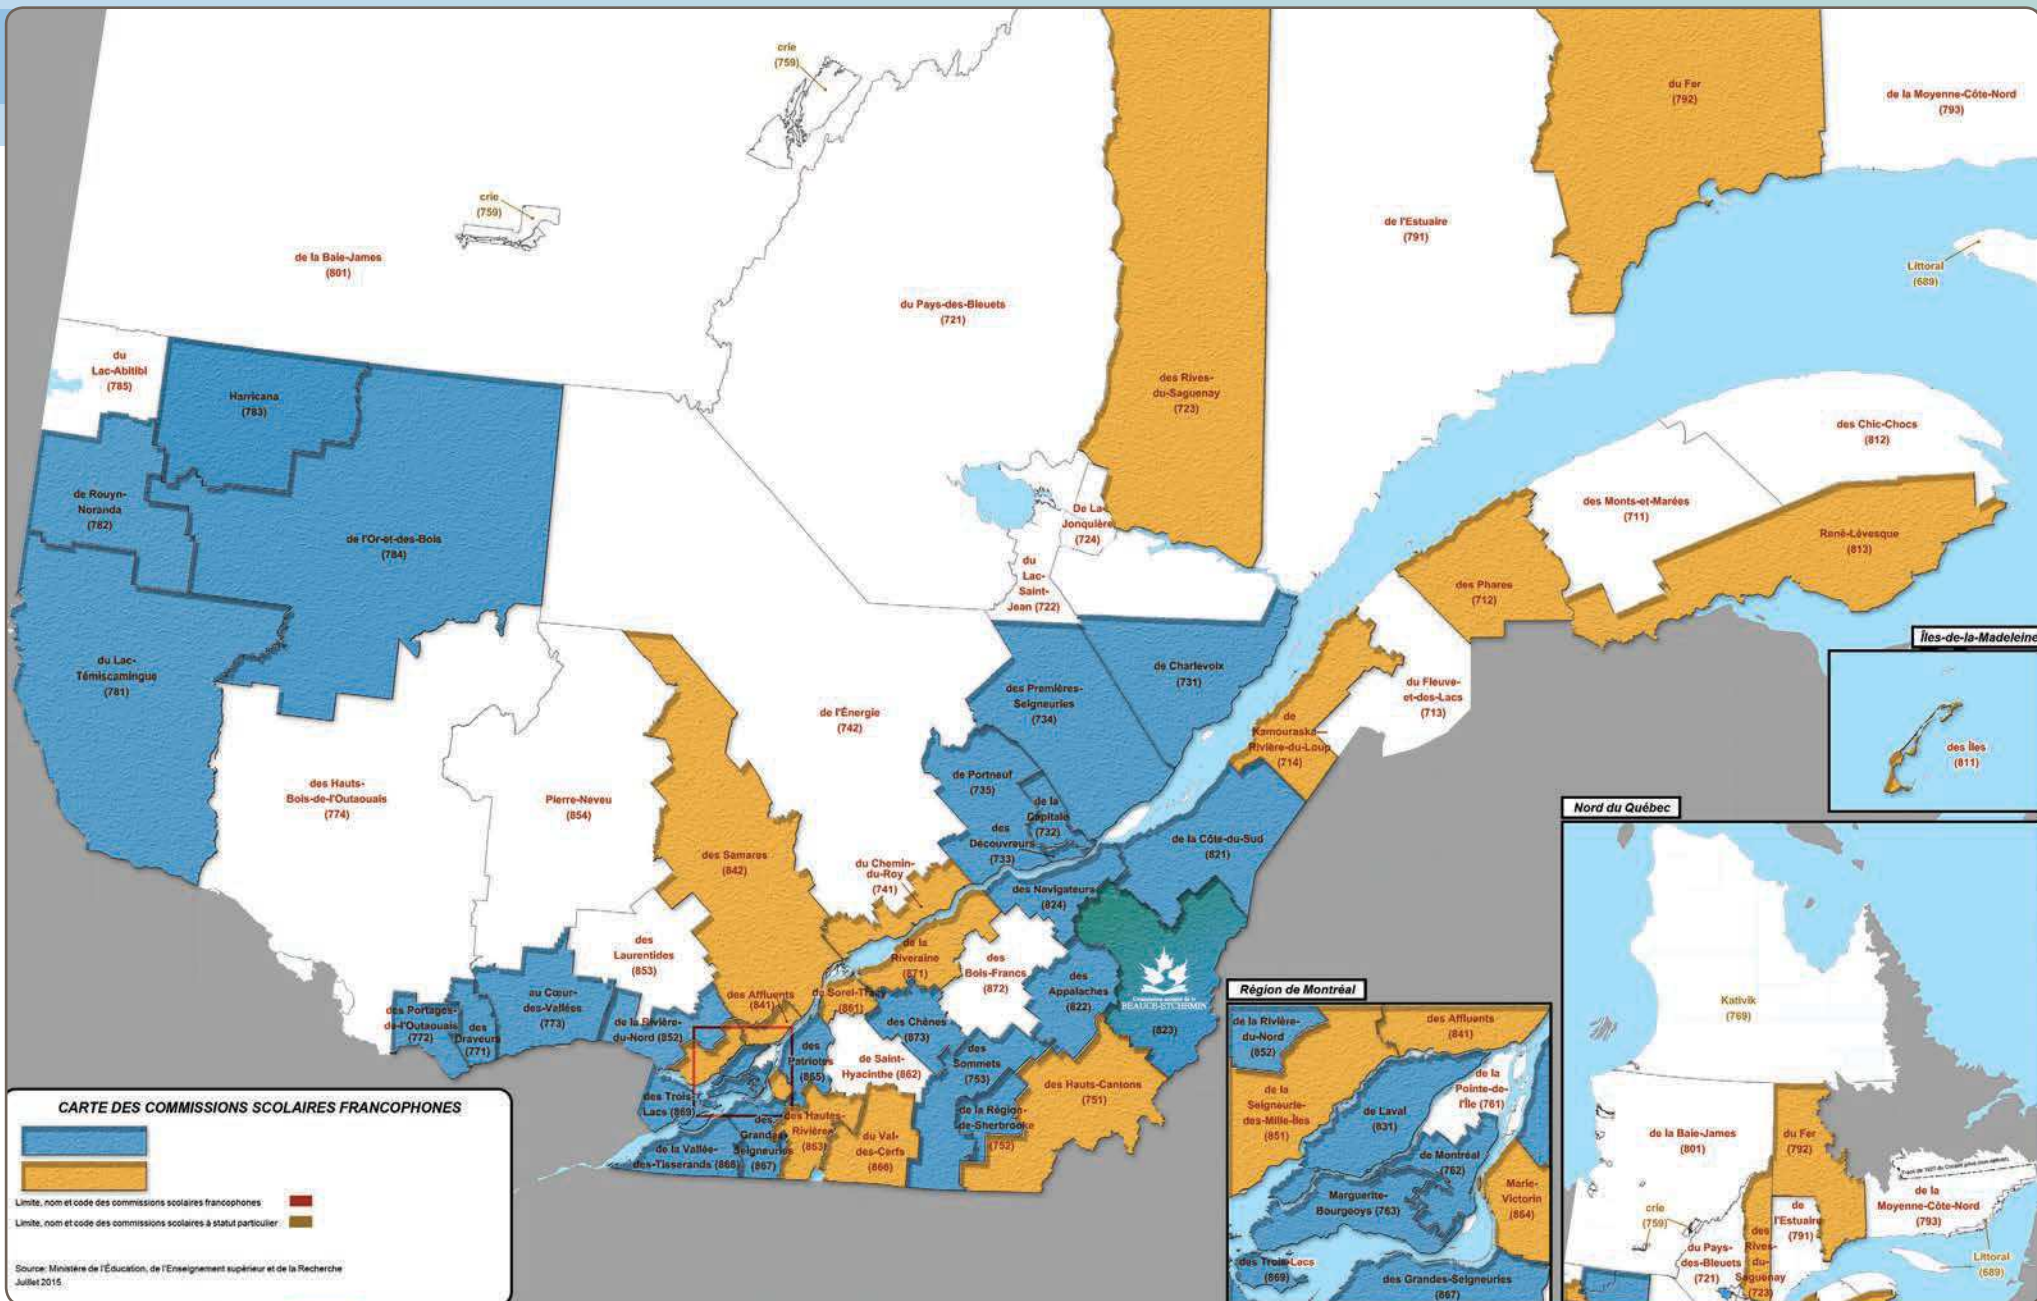 crie
(759)
du Fer
(792)
de la Moyenne-Côte-Nord
(793)
crie
(759)
de l'Estuaire
(791)
de la Baie-James
(801)
Littoral
(689)
du Pays-des-Bleuets
(721)
du
Lac-Abitibi
(785)
Harricana
(783)
des Rives-
du-Saguenay
(723)
des Chic-Chocs
(812)
de Rouyn-
Noranda
(782)
de l'Or-et-des-Bois
(784)
De La
Jonquière
(724)
des Monts-et-Marées
(711)
René-Lévesque
(813)
du
Lac-
Saint-
Jean (722)
des Phares
(712)
du Lac-
Témiscamingue
(781)
de Charlevoix
(731)
des Premières-
Seigneuries
(734)
du Fleuve-
et-des-Lacs
(713)
de
Kamouraska—
Rivière-du-Loup
(714)
Îles-de-la-Madeleine
des Îles
(811)
de l'Énergie
(742)
des Hauts-
Bois-de-l'Outaouais
(774)
Pierre-Neveu
(854)
de Portneuf
(735)
de la
Capitale
(732)
des
Découvreurs
(733)
de la Côte-du-Sud
(821)
des Samares
(842)
du Chemin-
du-Roy
(741)
des Navigateurs
(824)
des
Laurentides
(853)
de la
Riveraine
(871)
des
Bois-Francs
(872)
des
Appalaches
(822)
Commission scolaire de la
BEAUCE-ETCHEMIN
(823)
des Portages-
de-l'Outaouais
(772)
des
Draveurs
(771)
au Cœur-
des-Vallées
(773)
de la Rivière-
du-Nord (852)
des Affluents
(841)
de Sorel-Tracy
(861)
des Chênes
(873)
des
Patriotes
(865)
de Saint-
Hyacinthe (862)
des
Sommets
(753)
des Hauts-Cantons
(751)
des Trois-
Lacs (869)
des
Grandes-
Seigneuries
(867)
des Hautes-
Rivières
(863)
du Val-
des-Cerfs
(866)
de la Région-
de-Sherbrooke
(752)
de la Vallée-
des-Tisserands (868)
CARTE DES COMMISSIONS SCOLAIRES FRANCOPHONES
Limite, nom et code des commissions scolaires francophones
Limite, nom et code des commissions scolaires à statut particulier
Source: Ministère de l'Éducation, de l'Enseignement supérieur et de la Recherche
Juillet 2015
Région de Montréal
de la Rivière-
du-Nord
(852)
des Affluents
(841)
de la
Seigneurie-
des-Mille-Îles
(851)
de la
Pointe-de-
l'Île (761)
de Laval
(831)
de Montréal
(762)
Marguerite-
Bourgeoys (763)
Marie-
Victorin
(864)
des Trois-Lacs
(869)
des Grandes-Seigneuries
(867)
Nord du Québec
Kativik
(769)
de la Baie-James
(801)
du Fer
(792)
crie
(759)
de la
Moyenne-Côte-Nord
(793)
de
l'Estuaire
(791)
du Pays-
des-Bleuets
(721)
des
Rives-
du-
Saguenay
(723)
Littoral
(689)